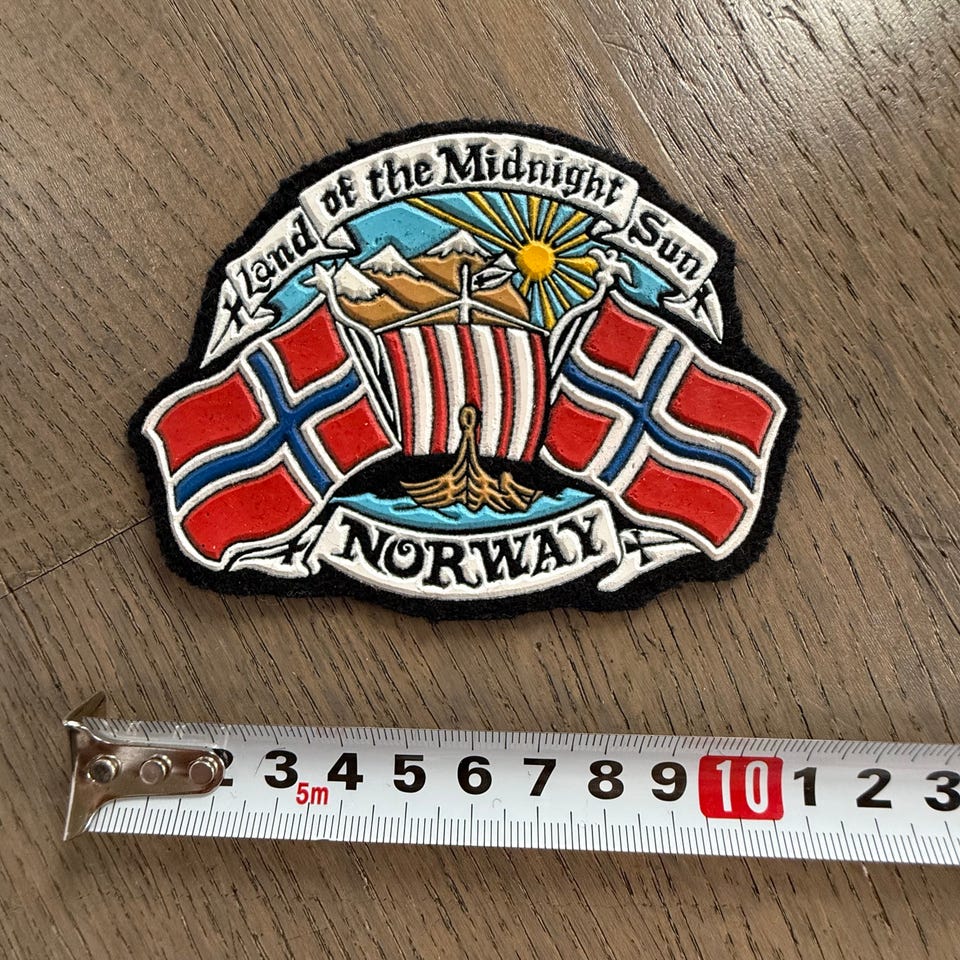 Land of the Midnight Sun
NORWAY
2 3 4 5 6 7 8 9 10 1 2 3
5m